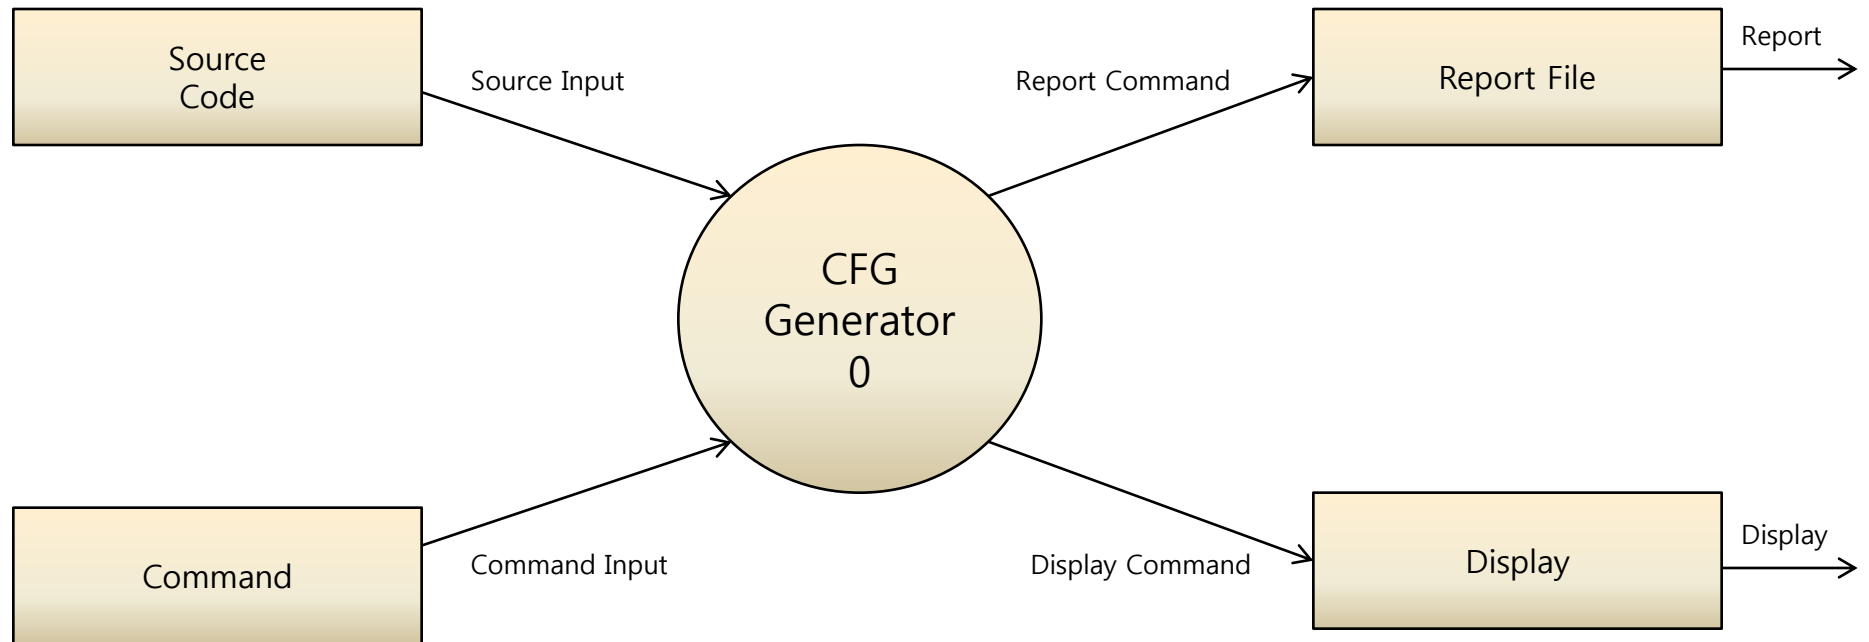 Source
Code
Source Input
Report Command
Report File
Report
CFG
Generator
0
Command
Command Input
Display Command
Display
Display